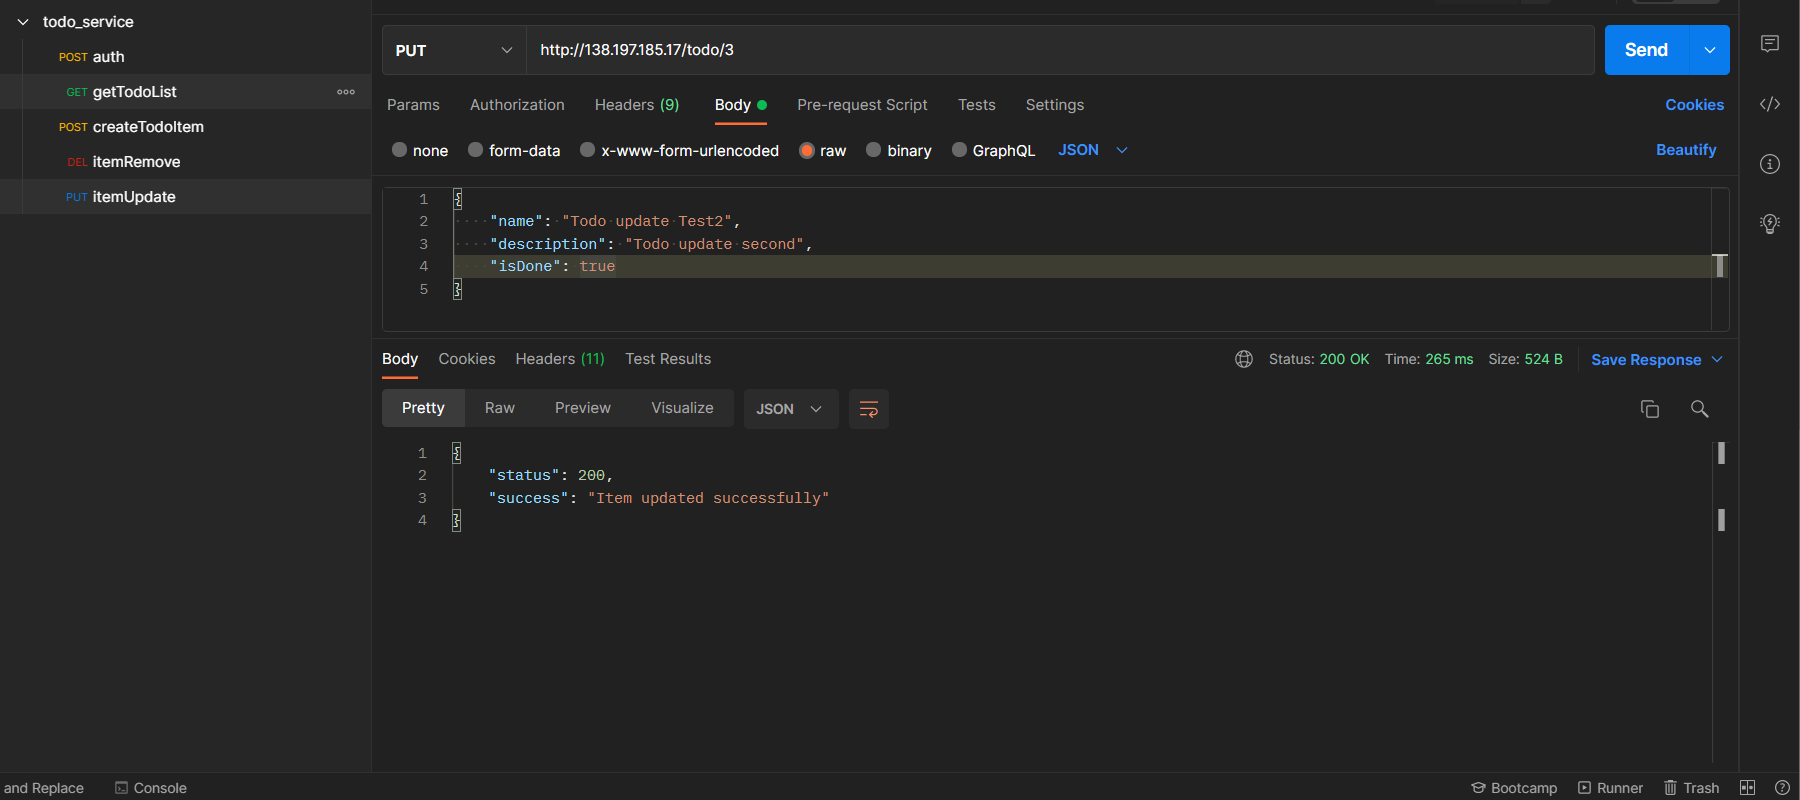 todo_service
POST auth
GET getTodoList
POST createTodoItem
DEL itemRemove
PUT itemUpdate
PUT http://138.197.185.17/todo/3 Send
Params Authorization Headers (9) Body Pre-request Script Tests Settings Cookies
none form-data x-www-form-urlencoded raw binary GraphQL JSON Beautify
1 {
2 "name": "Todo update Test2",
3 "description": "Todo update second",
4 "isDone": true
5 }
Body Cookies Headers (11) Test Results Status: 200 OK Time: 265 ms Size: 524 B Save Response
Pretty Raw Preview Visualize JSON
1 {
2 "status": 200,
3 "success": "Item updated successfully"
4 }
and Replace Console Bootcamp Runner Trash